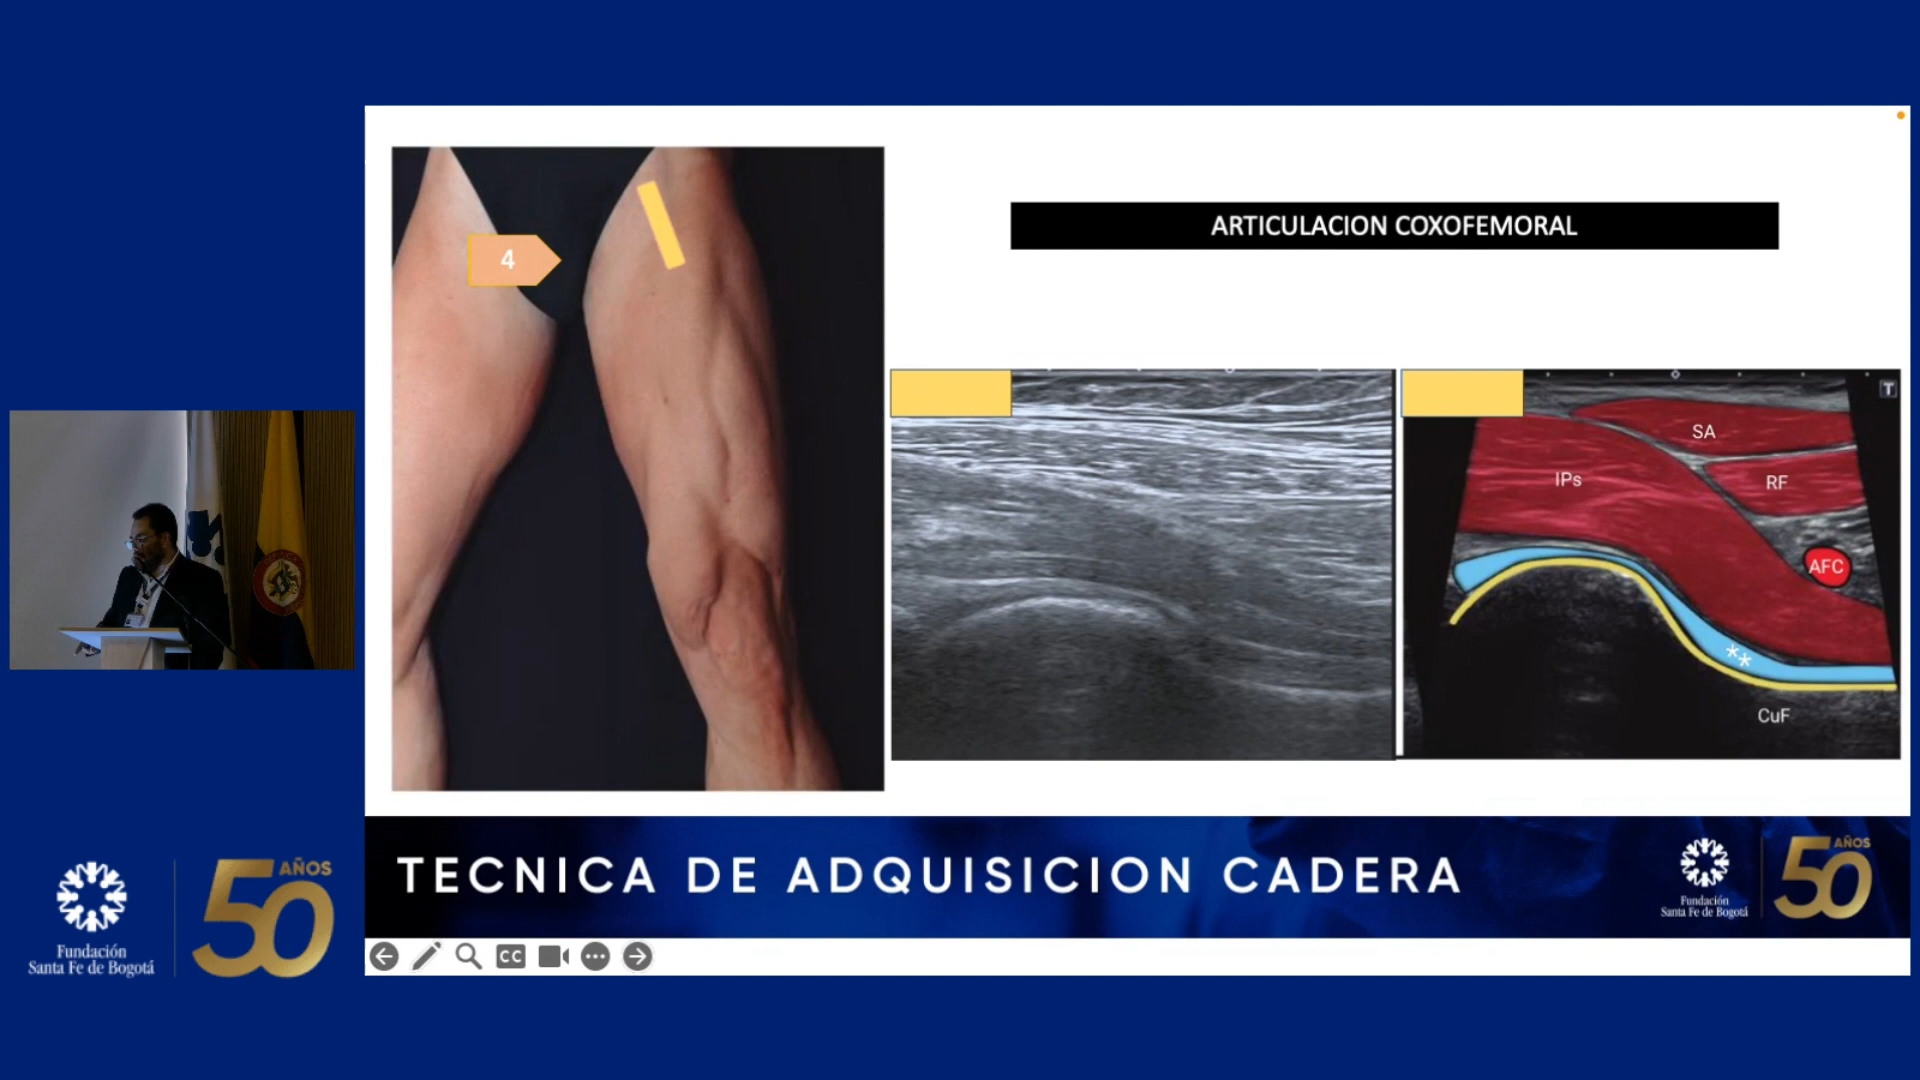 4
ARTICULACION COXOFEMORAL
T
SA
IPs
RF
AFC
**
CuF
TECNICA DE ADQUISICION CADERA
Fundación
Santa Fe de Bogotá
50 AÑOS
CC
Fundación
Santa Fe de Bogotá
50 AÑOS